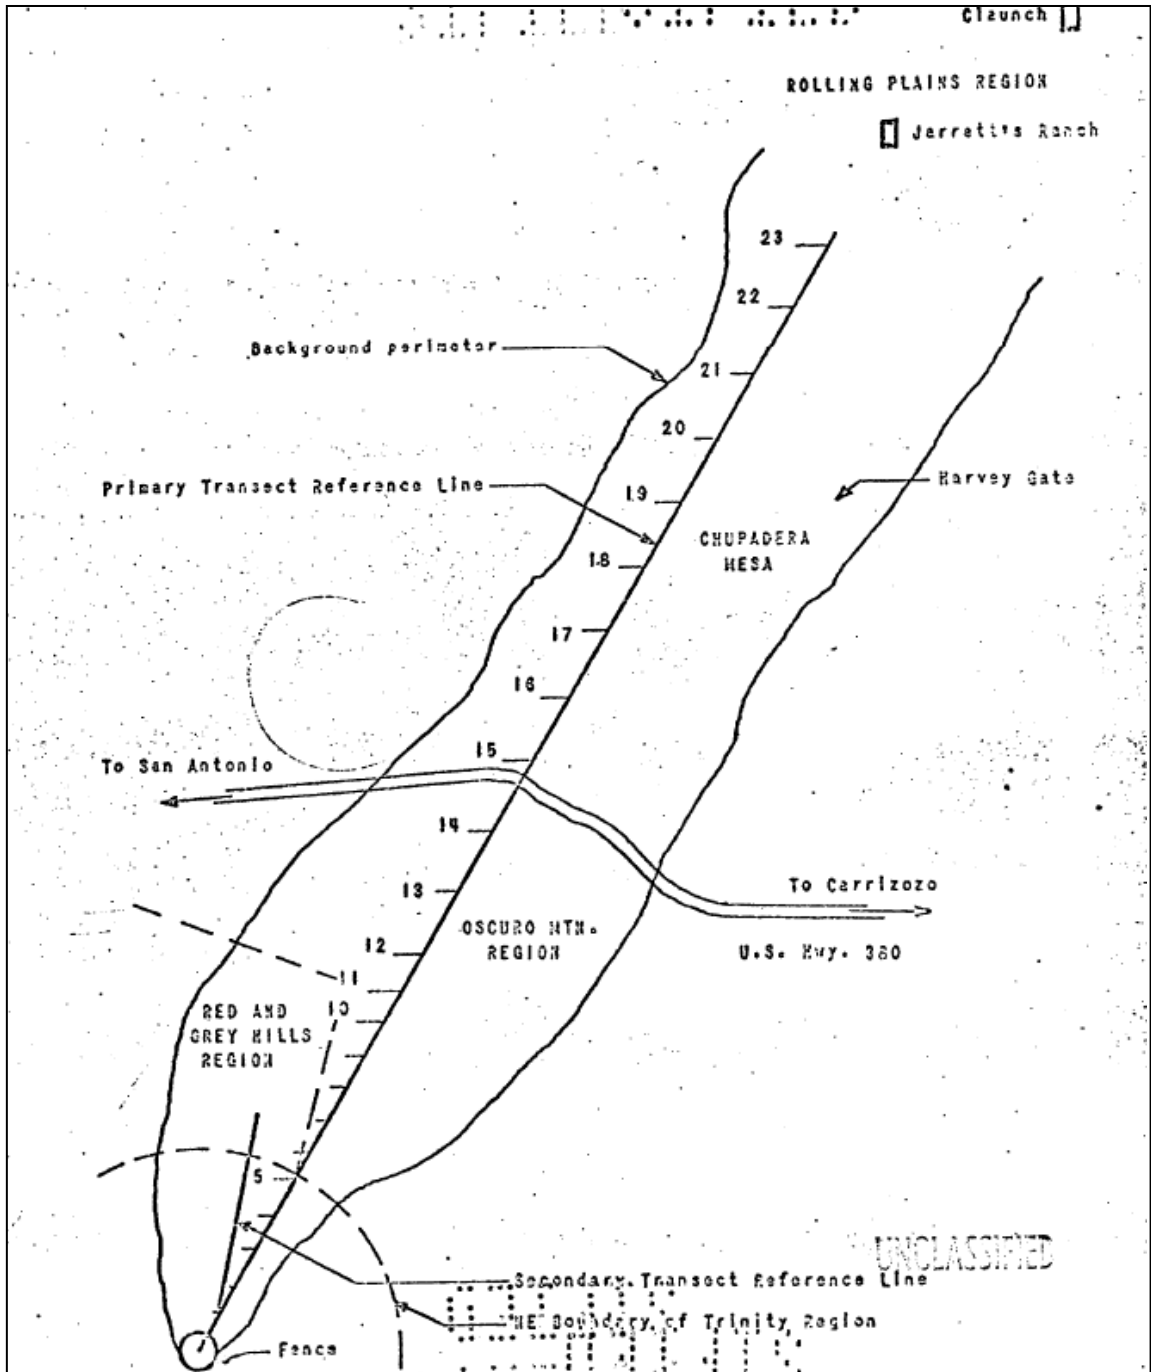 Claunch
ROLLING PLAINS REGION
Jarrett's Ranch
23
22
Background perimeter
21
20
Primary Transect Reference Line
19
Harvey Gate
CHUPADERA
MESA
18
17
16
15
To San Antonio
14
13
To Carrizozo
OSCURO MTN.
REGION
12
U.S. Hwy. 380
11
10
RED AND
GREY HILLS
REGION
5
UNCLASSIFIED
Secondary Transect Reference Line
NE Boundary of Trinity Region
Fence